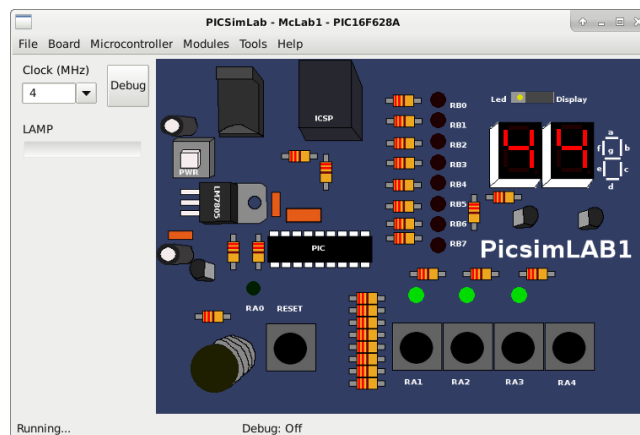 PICSimLab - McLab1 - PIC16F628A
File Board Microcontroller Modules Tools Help
Clock (MHz)
4
Debug
LAMP
ICSP
PWR
LM7805
PIC
RB0
RB1
RB2
RB3
RB4
RB5
RB6
RB7
Led
Display
4 4
a
f
g
b
e
c
d
PicsimLAB1
RA0
RESET
RA1
RA2
RA3
RA4
Running...
Debug: Off